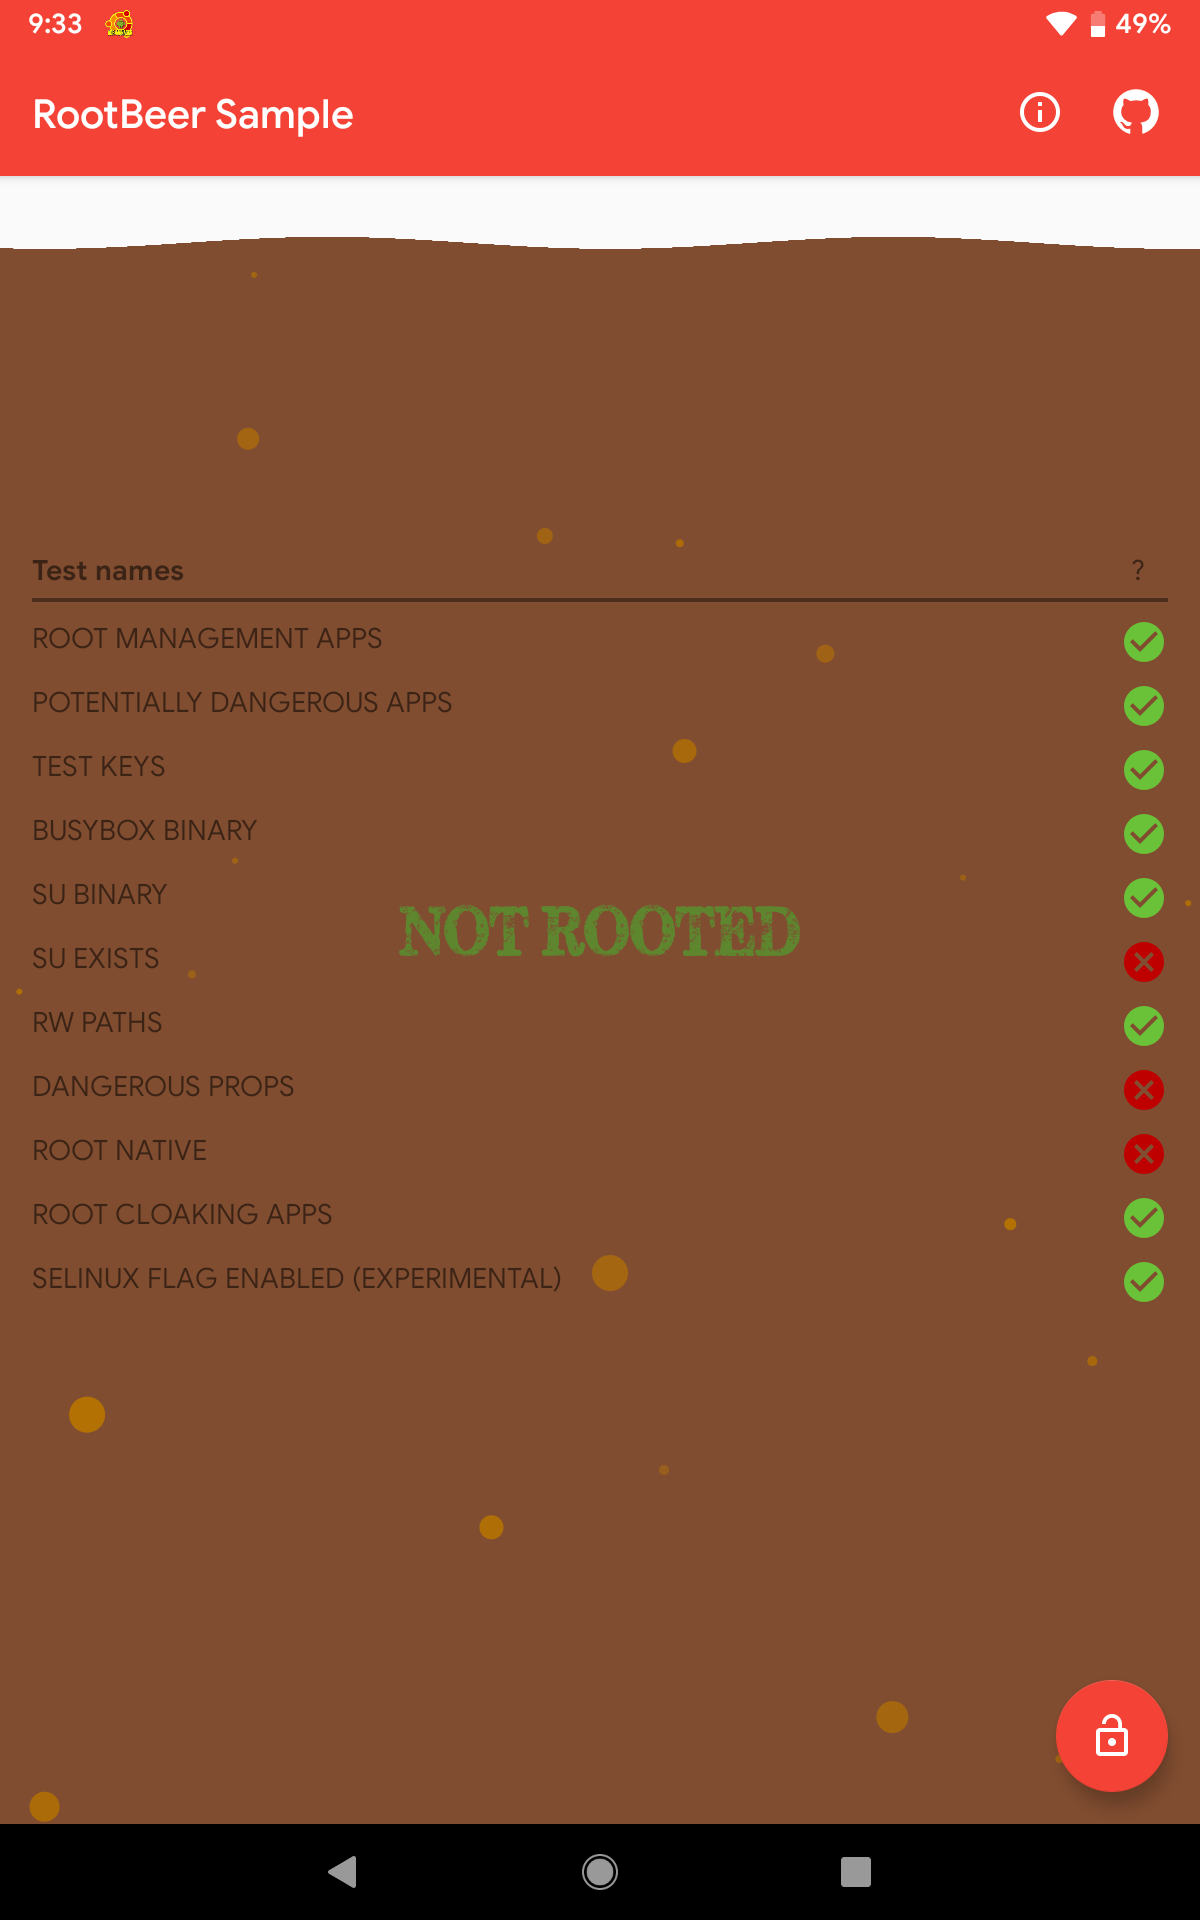 9:33
49%
RootBeer Sample
Test names ?
ROOT MANAGEMENT APPS
POTENTIALLY DANGEROUS APPS
TEST KEYS
BUSYBOX BINARY
SU BINARY
NOT ROOTED
SU EXISTS
RW PATHS
DANGEROUS PROPS
ROOT NATIVE
ROOT CLOAKING APPS
SELINUX FLAG ENABLED (EXPERIMENTAL)